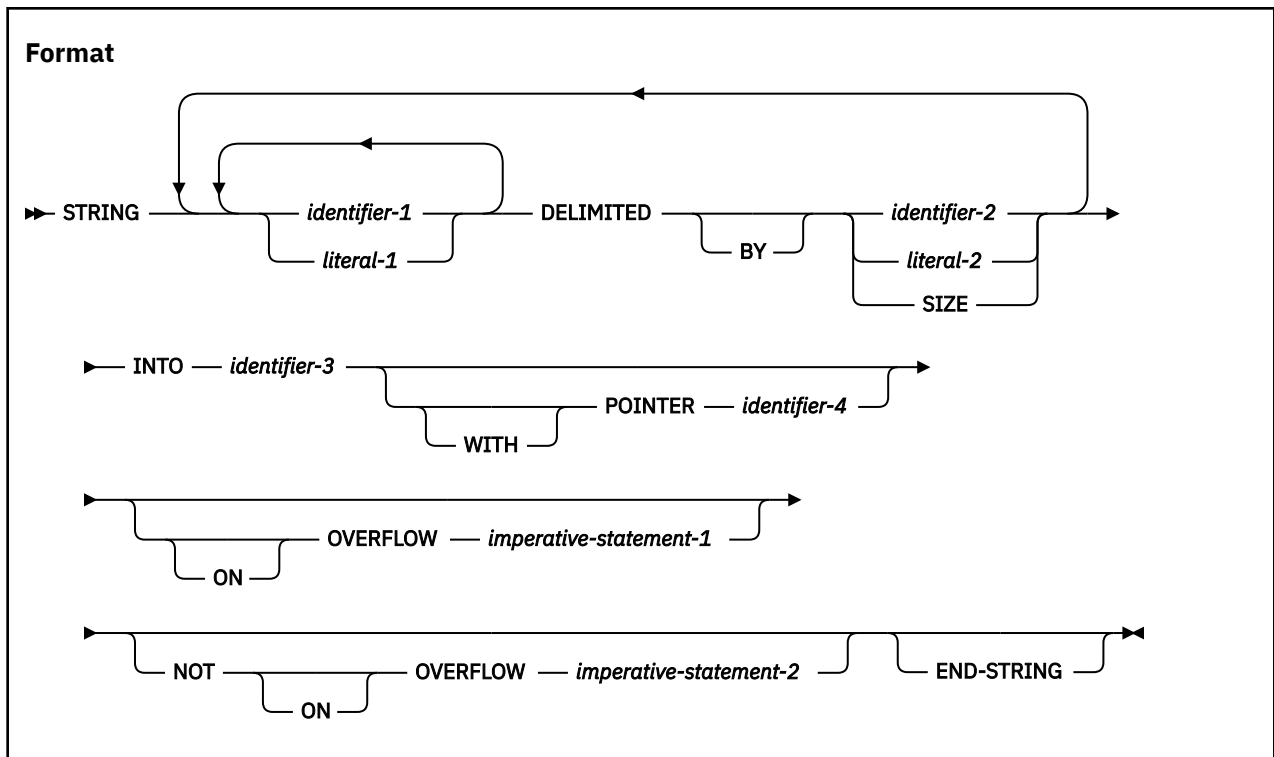 Format
STRING identifier-1 DELIMITED identifier-2
BY
literal-1 literal-2
SIZE
INTO identifier-3
POINTER identifier-4
WITH
OVERFLOW imperative-statement-1
ON
NOT OVERFLOW imperative-statement-2 END-STRING
ON